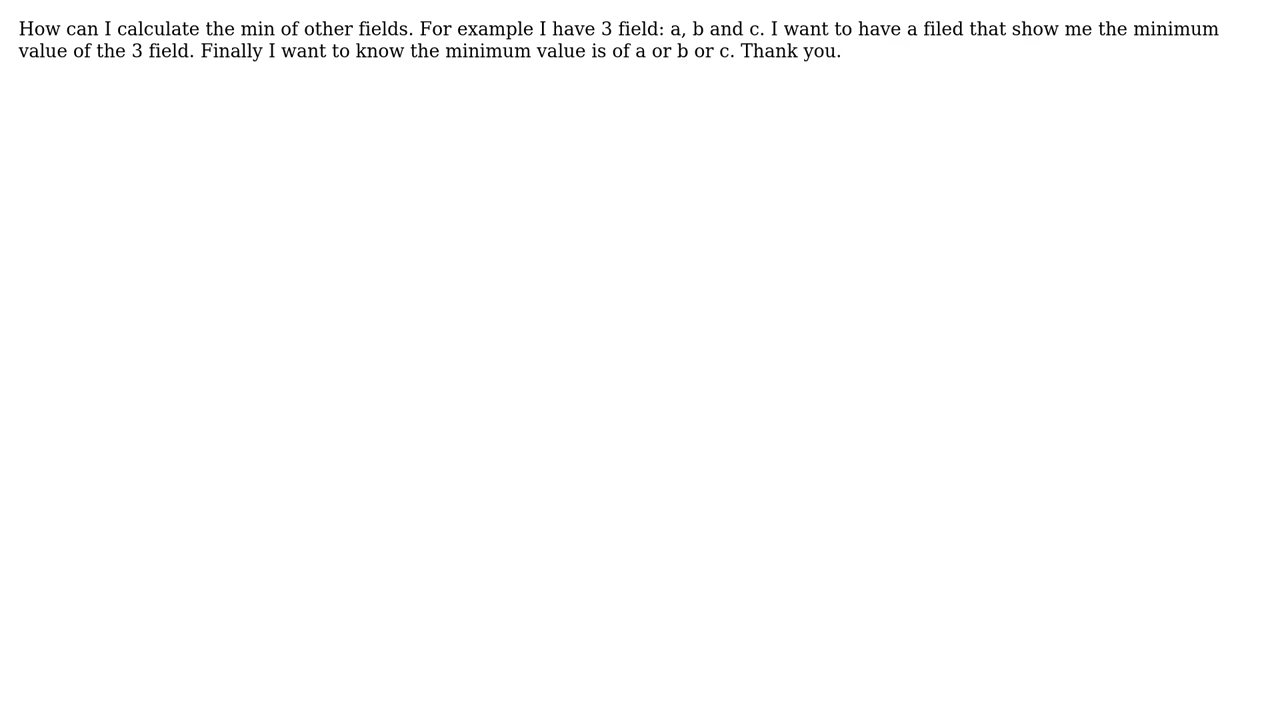 How can I calculate the min of other fields. For example I have 3 field: a, b and c. I want to have a filed that show me the minimum
value of the 3 field. Finally I want to know the minimum value is of a or b or c. Thank you.